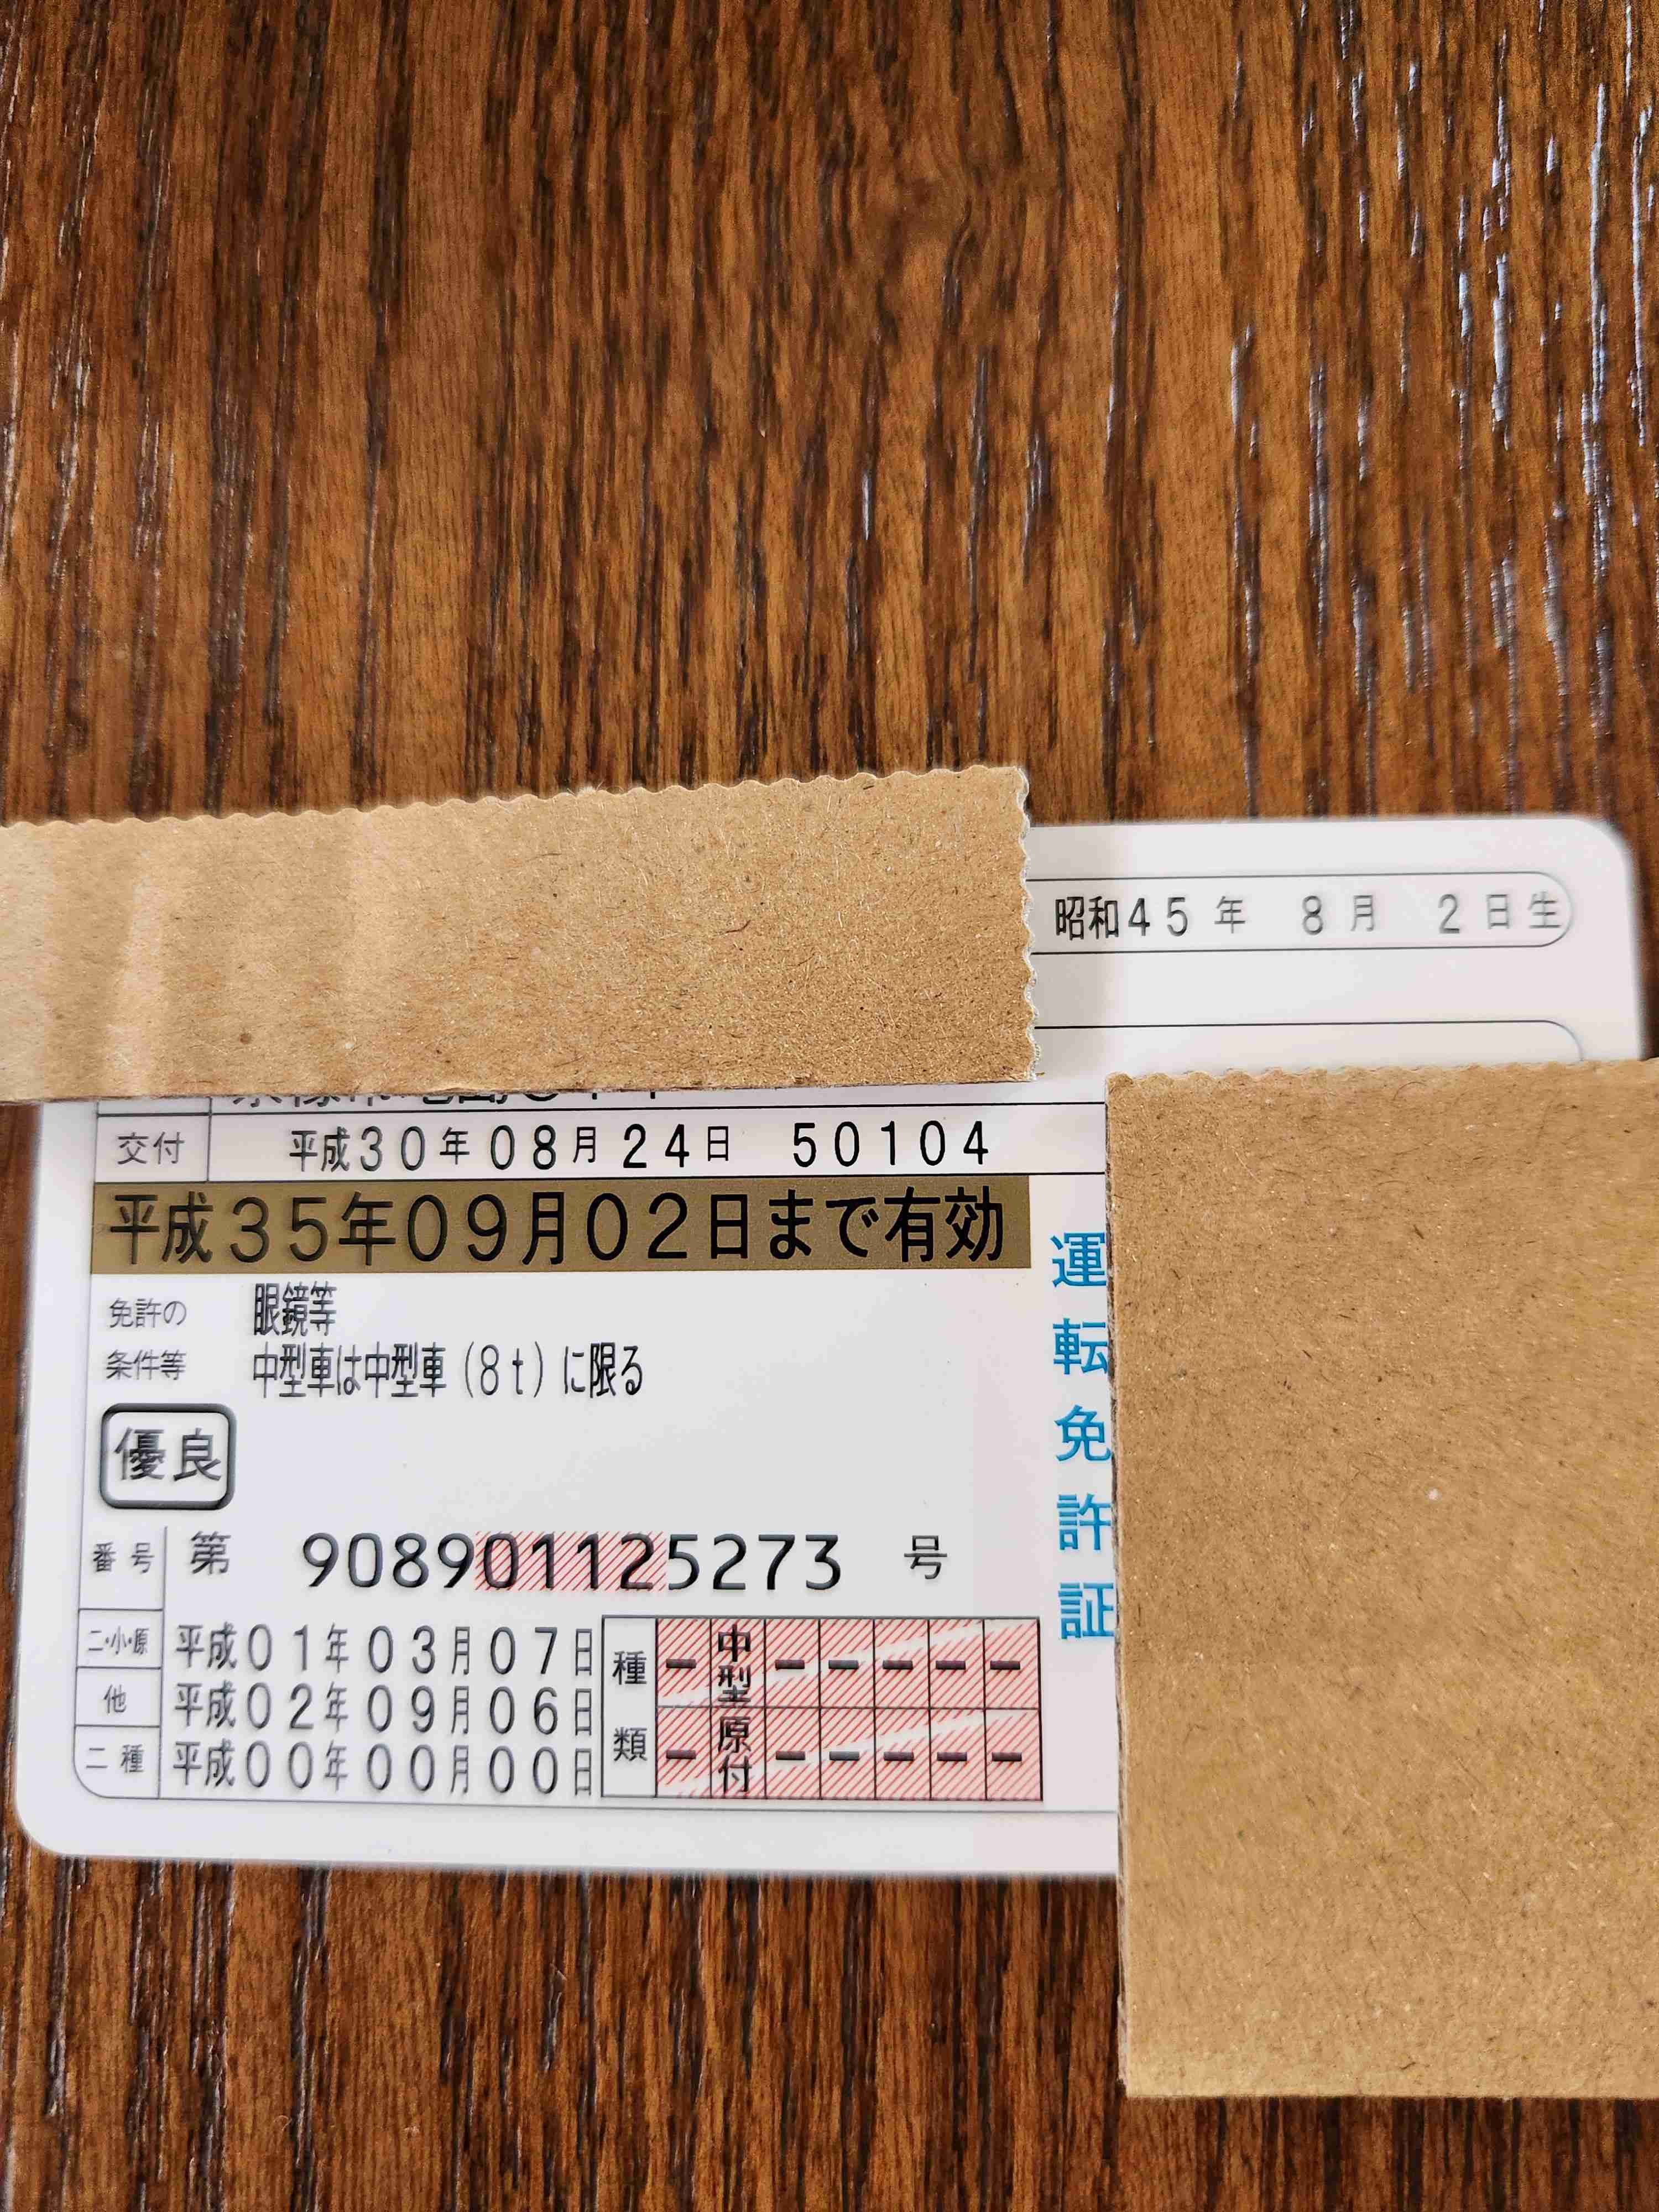 昭和45年 8月 2日生
交付 平成30年08月24日 50104
平成35年09月02日まで有効
免許の 眼鏡等
条件等 中型車は中型車(8t)に限る
優良
番号 第 908901125273 号
二・小・原 平成01年03月07日
他 平成02年09月06日
二種 平成00年00月00日
種類
- 中型 - - - - -
- 原付 - - - - -
運転免許証